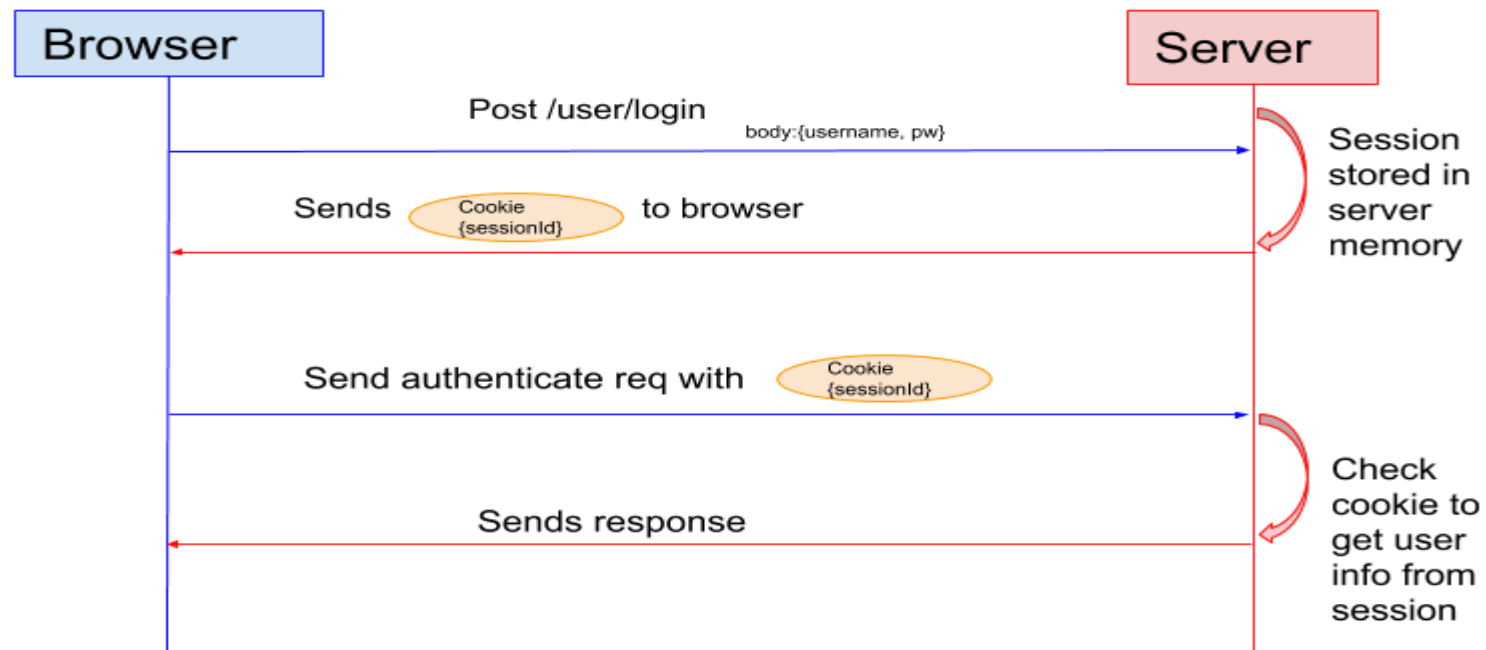 Browser
Server
Post /user/login
body:{username, pw}
Session
stored in
server
memory
Sends
Cookie
{sessionId}
to browser
Send authenticate req with
Cookie
{sessionId}
Check
cookie to
get user
info from
session
Sends response